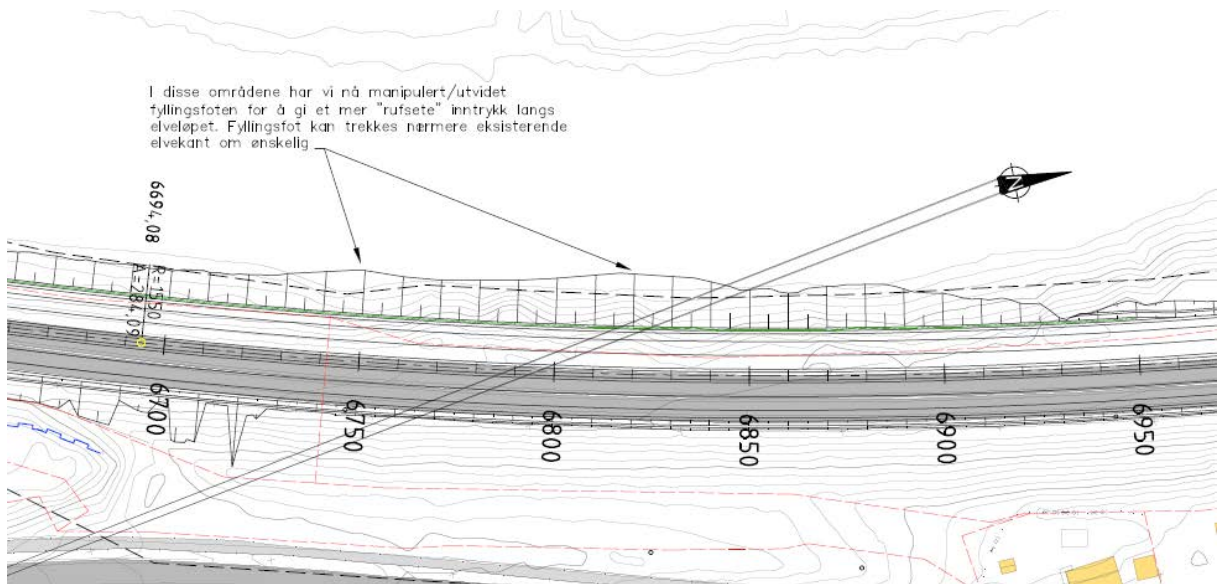 I disse områdene har vi nå manipulert/utvidet
fyllingsfoten for å gi et mer "rufsete" inntrykk langs
elveløpet. Fyllingsfot kan trekkes nærmere eksisterende
elvekant om ønskelig
N
6694,08
R=1550
A=284,09
6700
6750
6800
6850
6900
6950